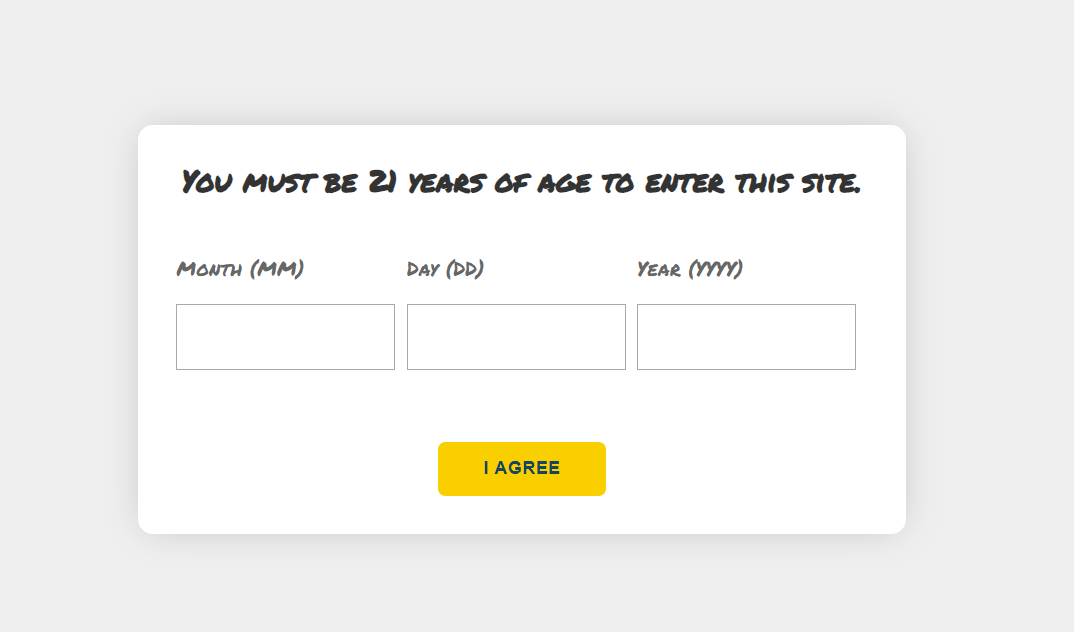 You must be 21 years of age to enter this site.
Month (MM) Day (DD) Year (YYYY)
I AGREE